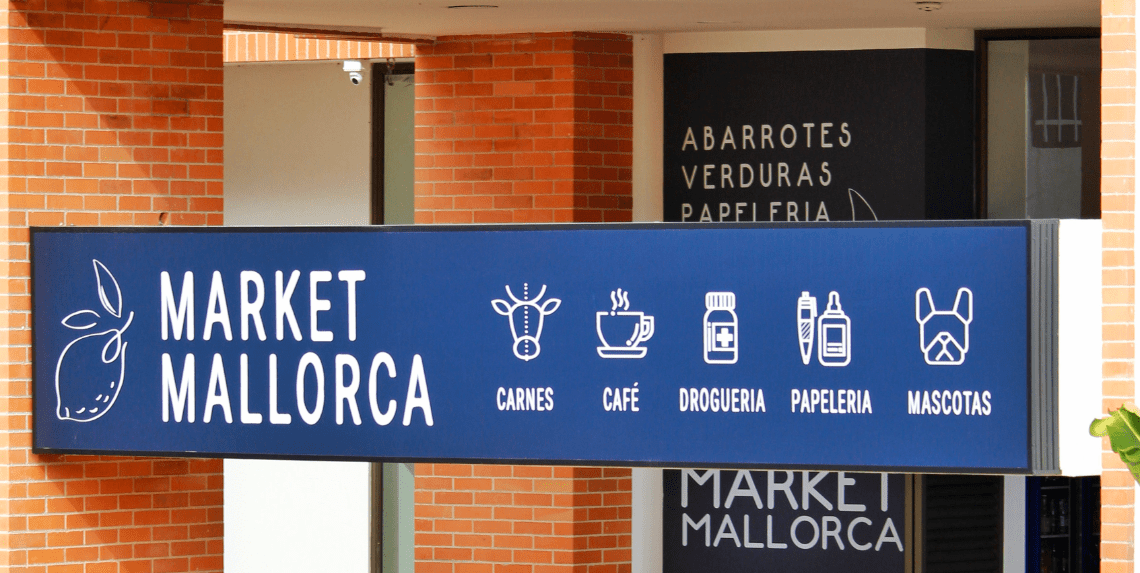 ABARROTES
VERDURAS
PAPELERIA
MARKET
MALLORCA
CARNES
CAFÉ
DROGUERIA
PAPELERIA
MASCOTAS
MARKET
MALLORCA